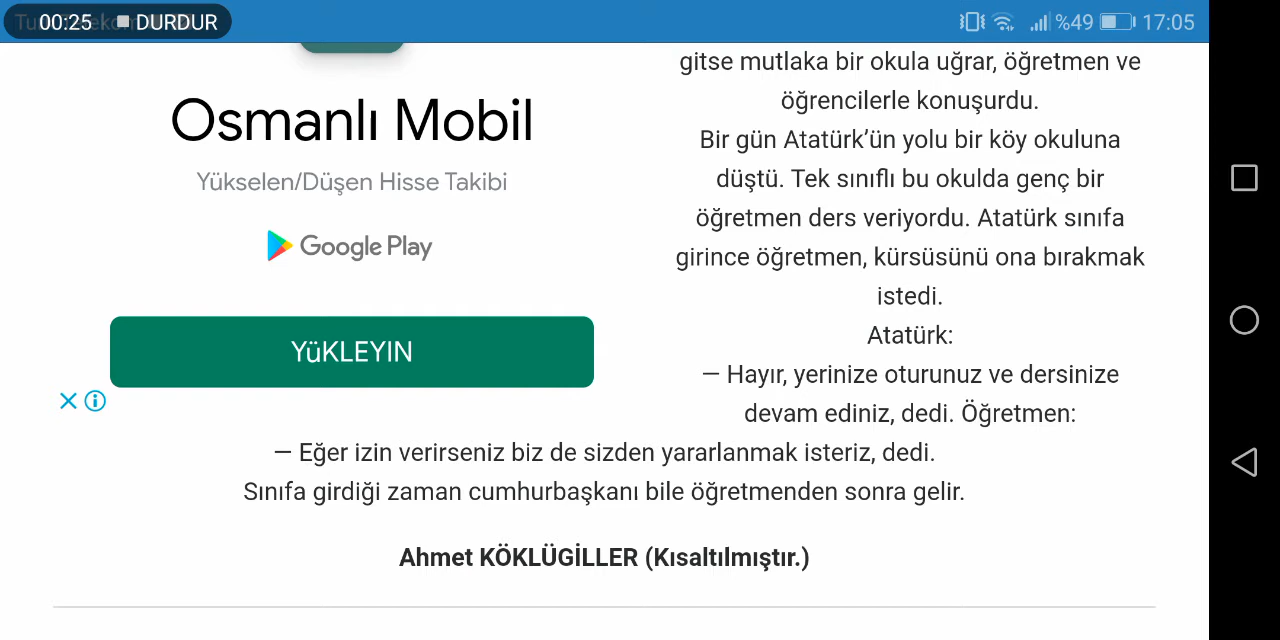 00:25 DURDUR
%49 17:05
Osmanlı Mobil
Yükselen/Düşen Hisse Takibi
Google Play
YüKLEYIN
gitse mutlaka bir okula uğrar, öğretmen ve
öğrencilerle konuşurdu.
Bir gün Atatürk’ün yolu bir köy okuluna
düştü. Tek sınıflı bu okulda genç bir
öğretmen ders veriyordu. Atatürk sınıfa
girince öğretmen, kürsüsünü ona bırakmak
istedi.
Atatürk:
— Hayır, yerinize oturunuz ve dersinize
devam ediniz, dedi. Öğretmen:
— Eğer izin verirseniz biz de sizden yararlanmak isteriz, dedi.
Sınıfa girdiği zaman cumhurbaşkanı bile öğretmenden sonra gelir.
Ahmet KÖKLÜGİLLER (Kısaltılmıştır.)